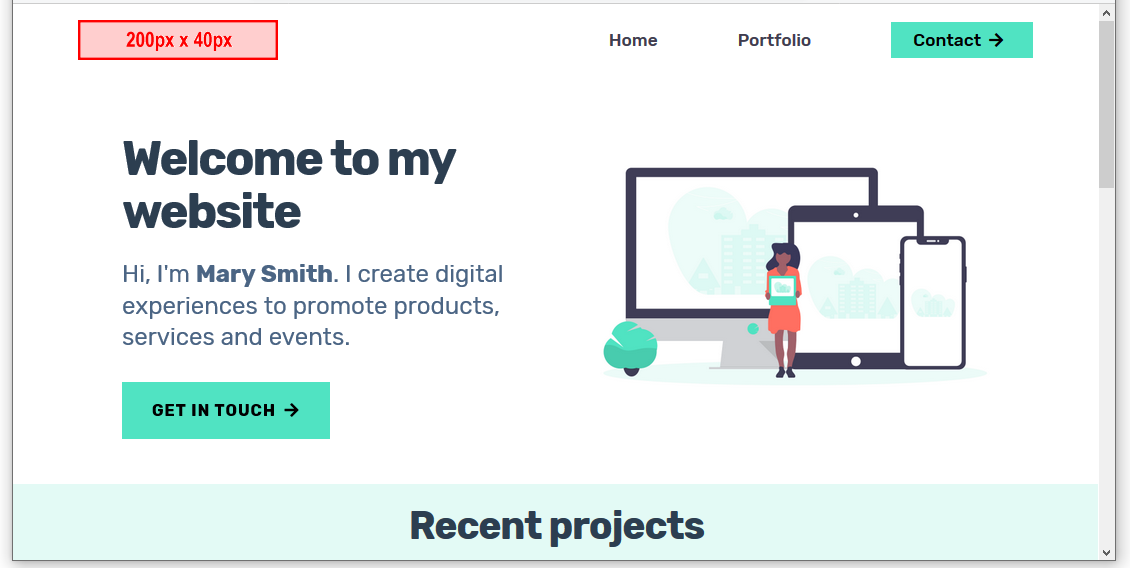 200px x 40px
Home
Portfolio
Contact →
Welcome to my
website
Hi, I'm Mary Smith. I create digital
experiences to promote products,
services and events.
GET IN TOUCH →
Recent projects